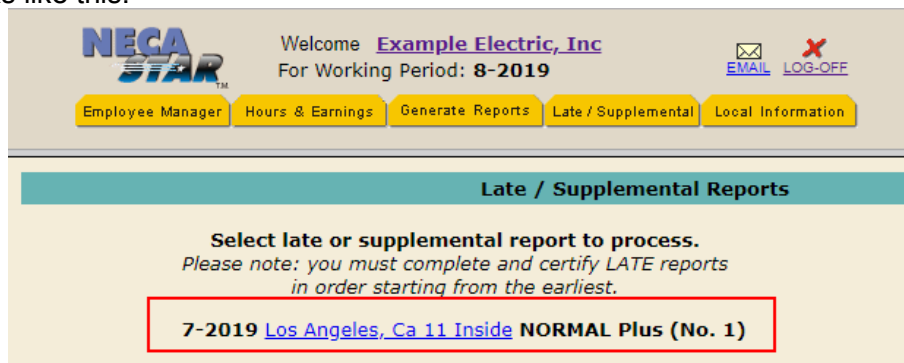 like this.
NECA
STAR
TM
Welcome Example Electric, Inc
For Working Period: 8-2019
EMAIL LOG-OFF
Employee Manager Hours & Earnings Generate Reports Late / Supplemental Local Information
Late / Supplemental Reports
Select late or supplemental report to process.
Please note: you must complete and certify LATE reports
in order starting from the earliest.
7-2019 Los Angeles, Ca 11 Inside NORMAL Plus (No. 1)